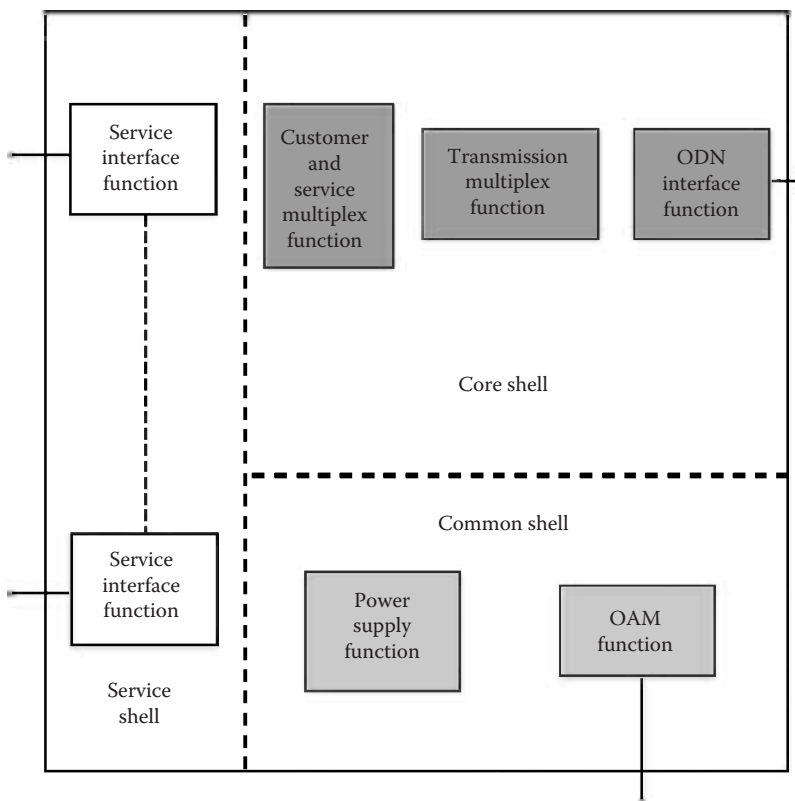 Service
interface
function
Customer
and
service
multiplex
function
Transmission
multiplex
function
ODN
interface
function
Core shell
Common shell
Service
interface
function
Power
supply
function
OAM
function
Service
shell